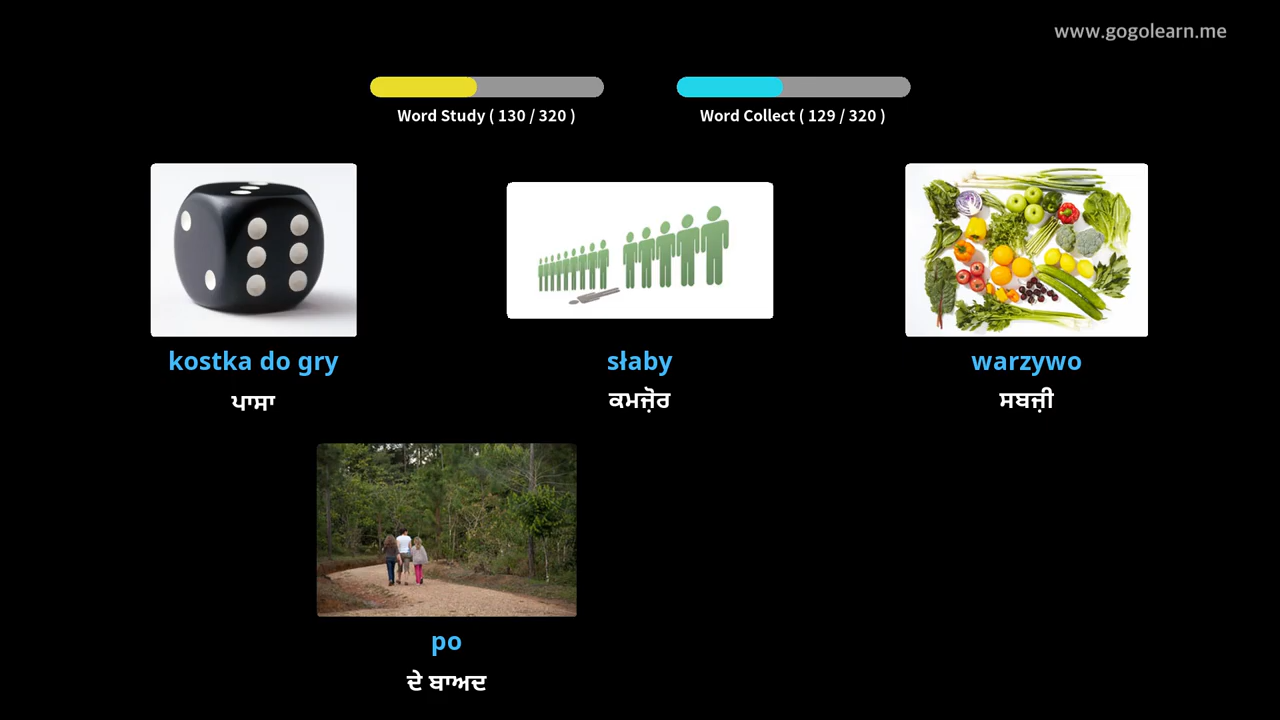 www.gogolearn.me
Word Study ( 130 / 320 )
Word Collect ( 129 / 320 )
kostka do gry
ਪਾਸਾ
słaby
ਕਮਜ਼ੋਰ
warzywo
ਸਬਜ਼ੀ
po
ਦੇ ਬਾਅਦ